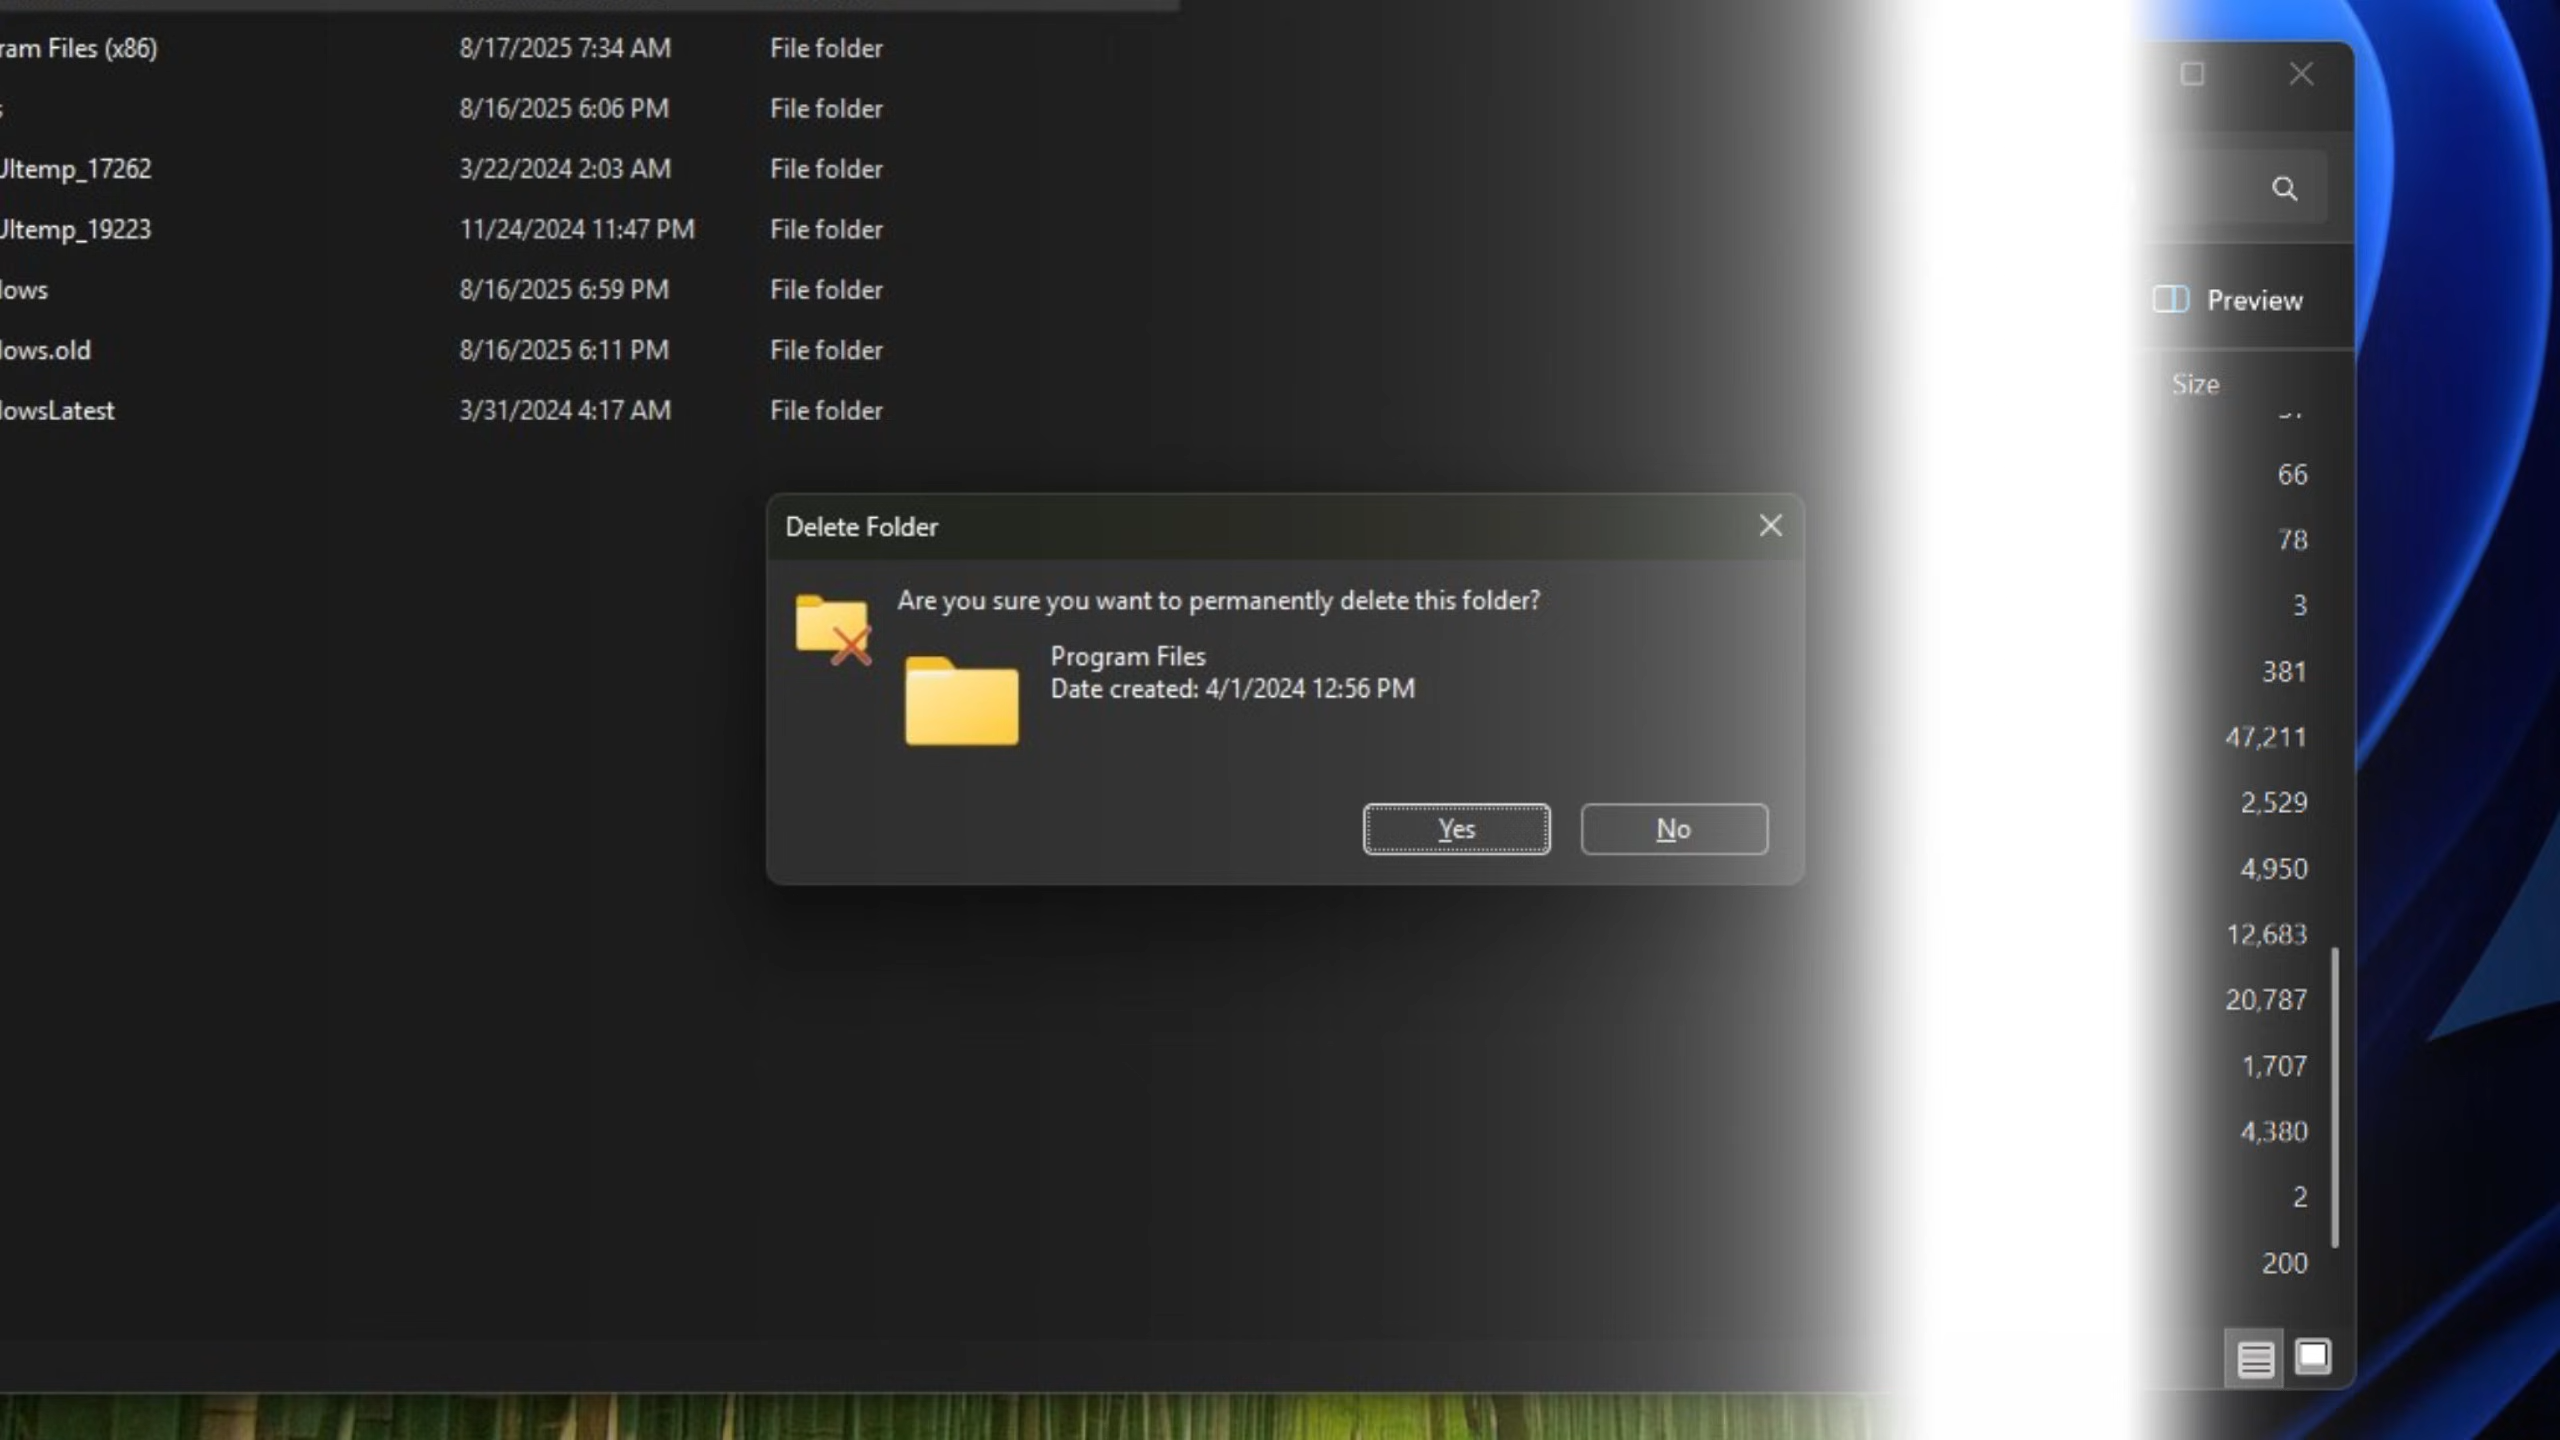 ram Files (x86) 8/17/2025 7:34 AM File folder
s 8/16/2025 6:06 PM File folder
UItemp_17262 3/22/2024 2:03 AM File folder
UItemp_19223 11/24/2024 11:47 PM File folder
lows 8/16/2025 6:59 PM File folder
lows.old 8/16/2025 6:11 PM File folder
lowsLatest 3/31/2024 4:17 AM File folder
Delete Folder
Are you sure you want to permanently delete this folder?
Program Files
Date created: 4/1/2024 12:56 PM
Yes No
Preview
Size
66
78
3
381
47,211
2,529
4,950
12,683
20,787
1,707
4,380
2
200